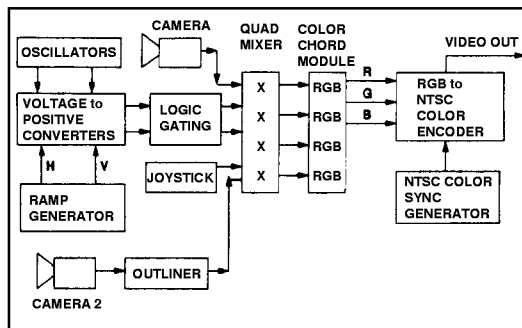 CAMERA
QUAD
MIXER
COLOR
CHORD
MODULE
VIDEO OUT
OSCILLATORS
VOLTAGE to
POSITIVE
CONVERTERS
LOGIC
GATING
X
X
X
X
RGB
RGB
RGB
RGB
R
G
B
RGB to
NTSC
COLOR
ENCODER
H
V
JOYSTICK
RAMP
GENERATOR
NTSC COLOR
SYNC
GENERATOR
OUTLINER
CAMERA 2